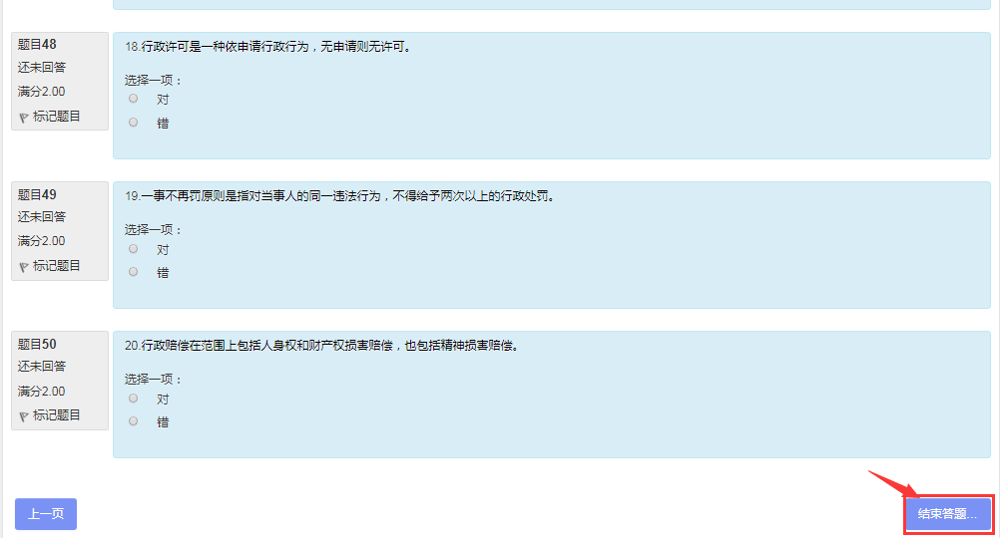 题目48
还未回答
满分2.00
标记题目
18.行政许可是一种依申请行政行为，无申请则无许可。
选择一项：
对
错
题目49
还未回答
满分2.00
标记题目
19.一事不再罚原则是指对当事人的同一违法行为，不得给予两次以上的行政处罚。
选择一项：
对
错
题目50
还未回答
满分2.00
标记题目
20.行政赔偿在范围上包括人身权和财产权损害赔偿，也包括精神损害赔偿。
选择一项：
对
错
上一页
结束答题...